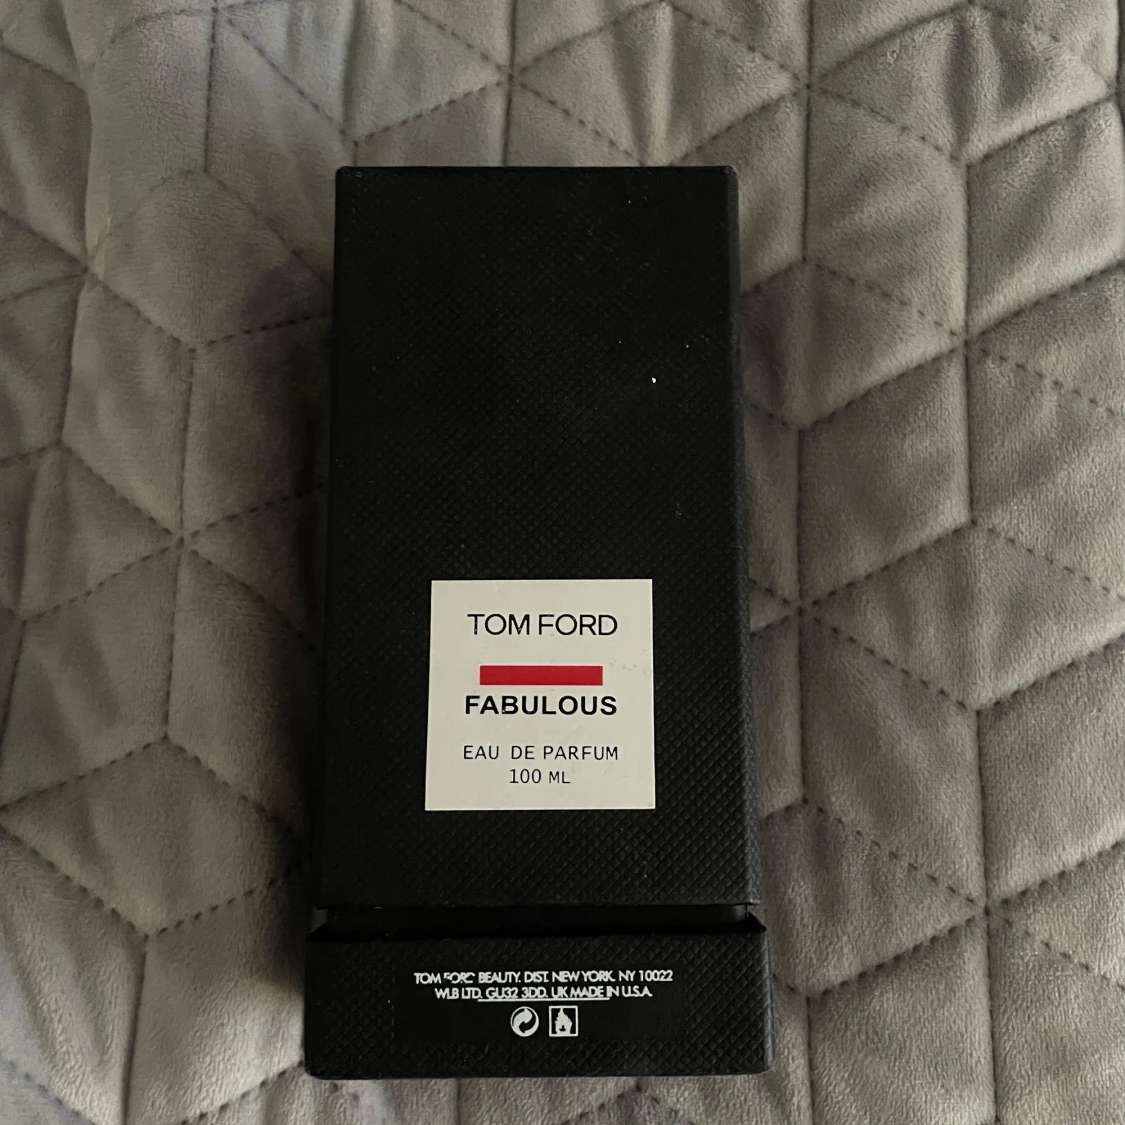 TOM FORD
FABULOUS
EAU DE PARFUM
100 ML
TOM FORD BEAUTY. DIST. NEW YORK. NY 10022
WLB LTD. GU32 3DD. UK MADE IN U.S.A.